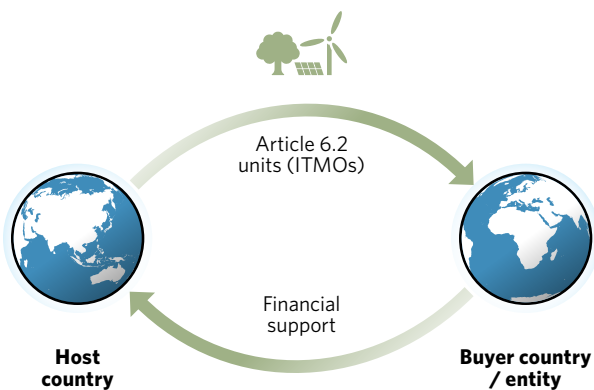 Article 6.2
units (ITMOs)
Financial
support
Host
country
Buyer country
/ entity